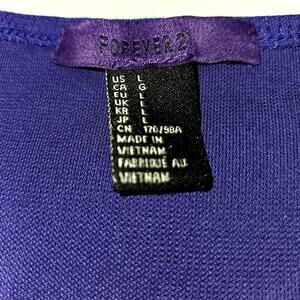 FOREVER 21
US L
CA G
EU L
UK L
KR L
JP L
CN 170/98A
MADE IN
VIETNAM
FABRIQUÉ AU
VIETNAM